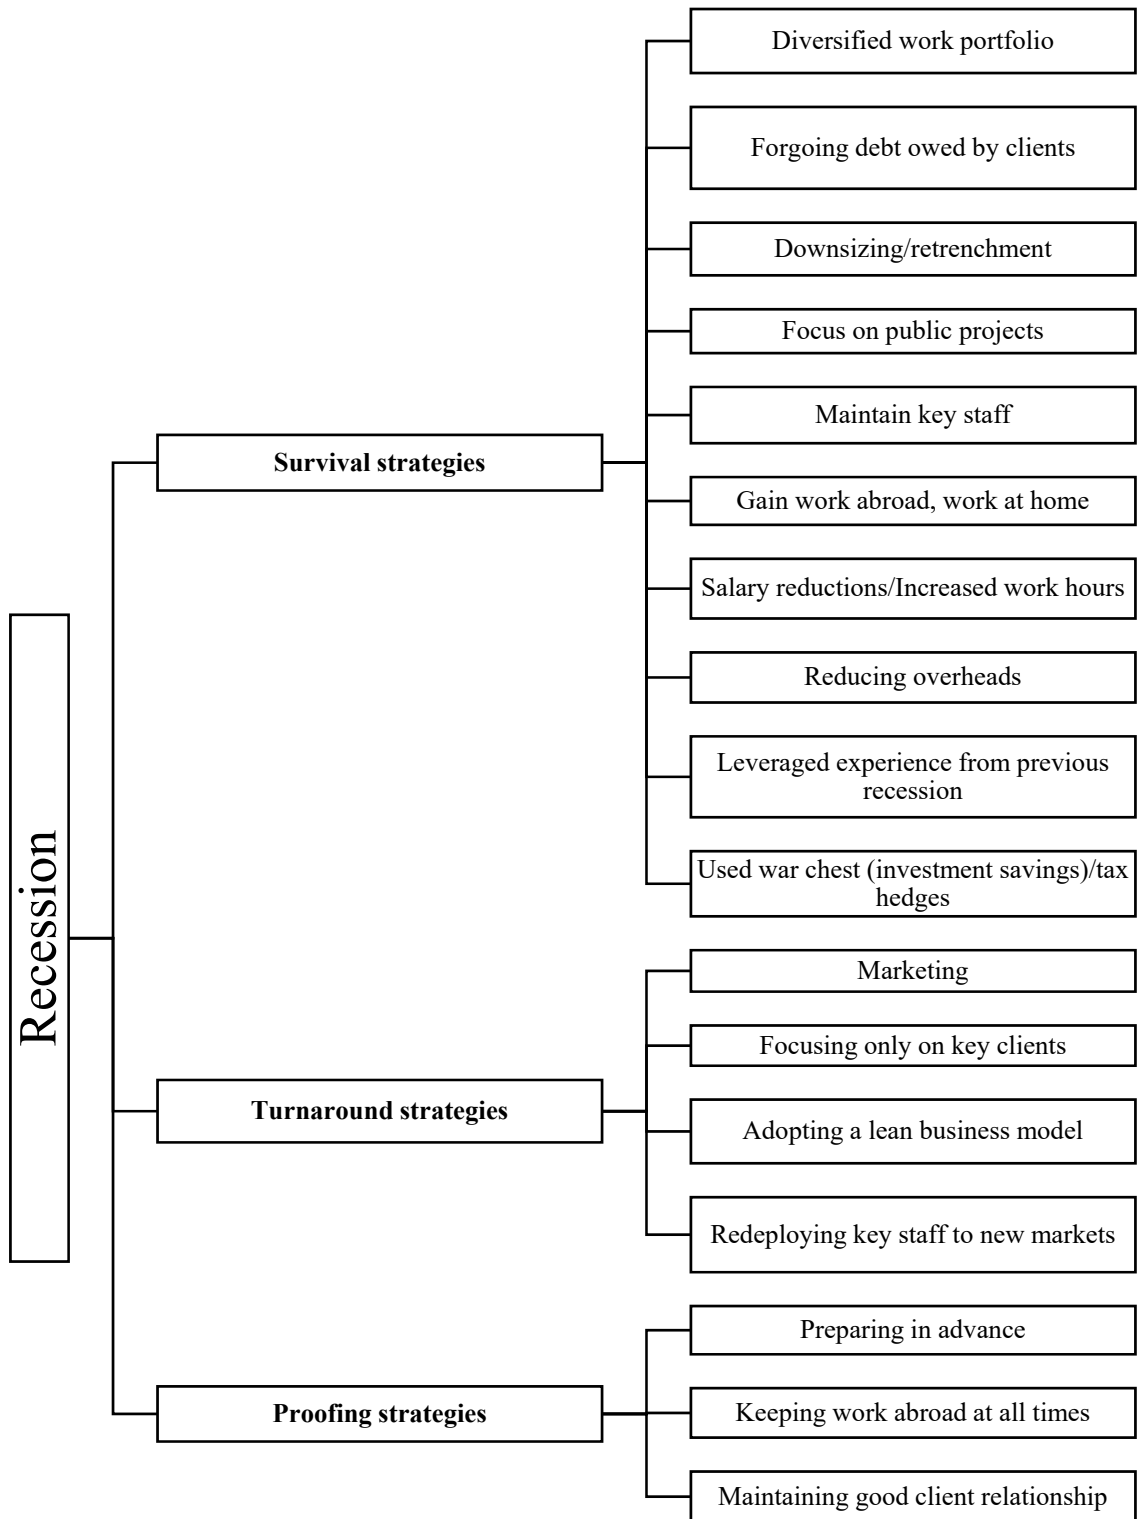 Recession
Survival strategies
Diversified work portfolio
Forgoing debt owed by clients
Downsizing/retrenchment
Focus on public projects
Maintain key staff
Gain work abroad, work at home
Salary reductions/Increased work hours
Reducing overheads
Leveraged experience from previous
recession
Used war chest (investment savings)/tax
hedges
Turnaround strategies
Marketing
Focusing only on key clients
Adopting a lean business model
Redeploying key staff to new markets
Proofing strategies
Preparing in advance
Keeping work abroad at all times
Maintaining good client relationship